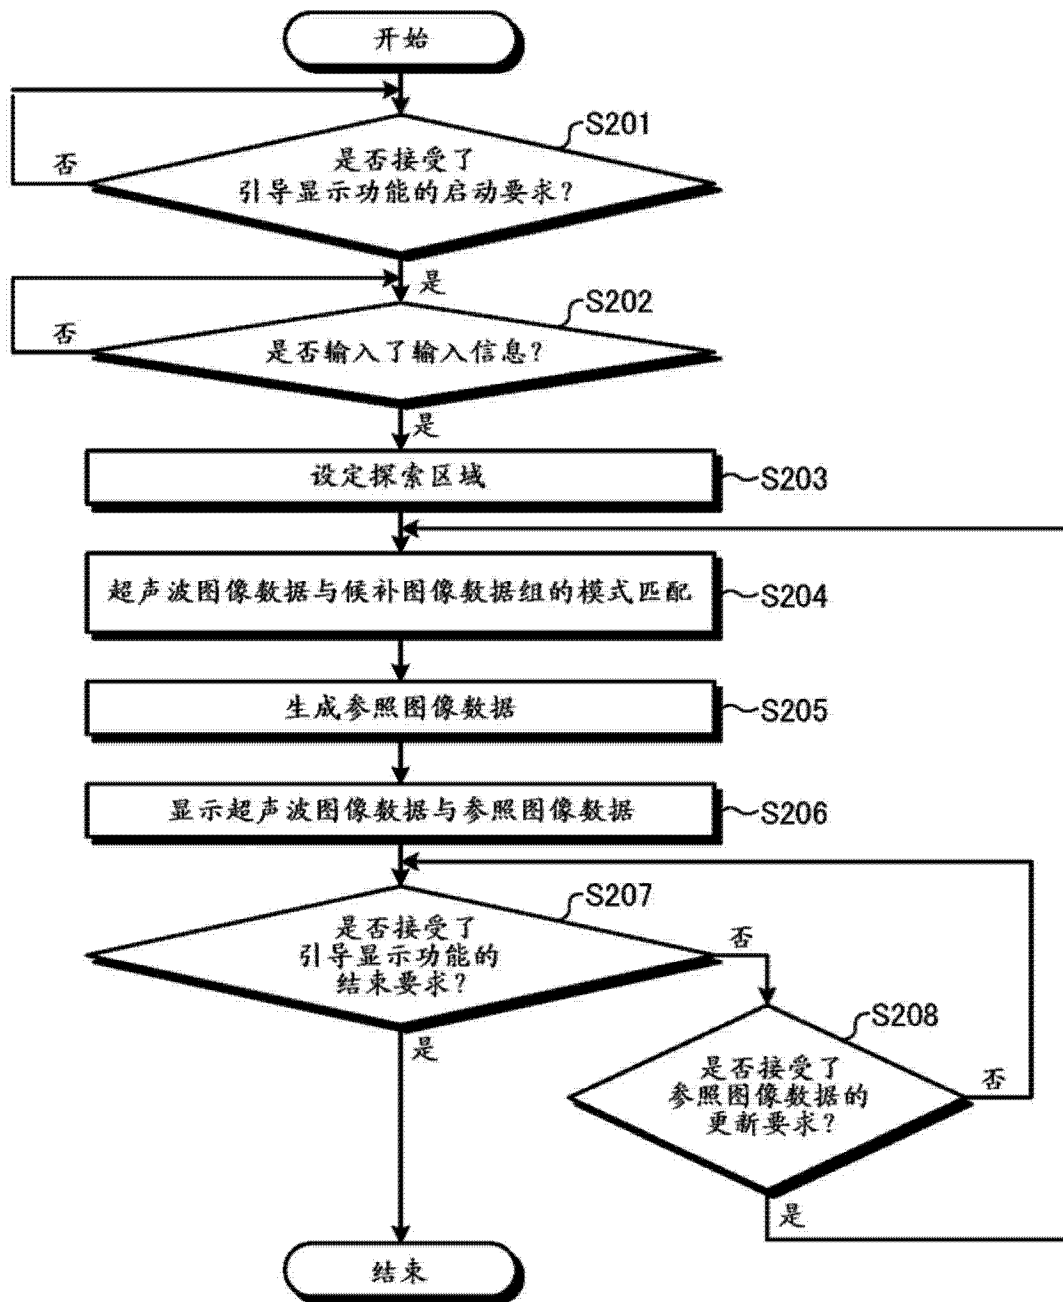 开始
S201
是否接受了
引导显示功能的启动要求?
否
是
S202
是否输入了输入信息?
否
是
设定探索区域
S203
超声波图像数据与候补图像数据组的模式匹配
S204
生成参照图像数据
S205
显示超声波图像数据与参照图像数据
S206
S207
是否接受了
引导显示功能的
结束要求?
否
是
S208
是否接受了
参照图像数据的
更新要求?
否
是
结束